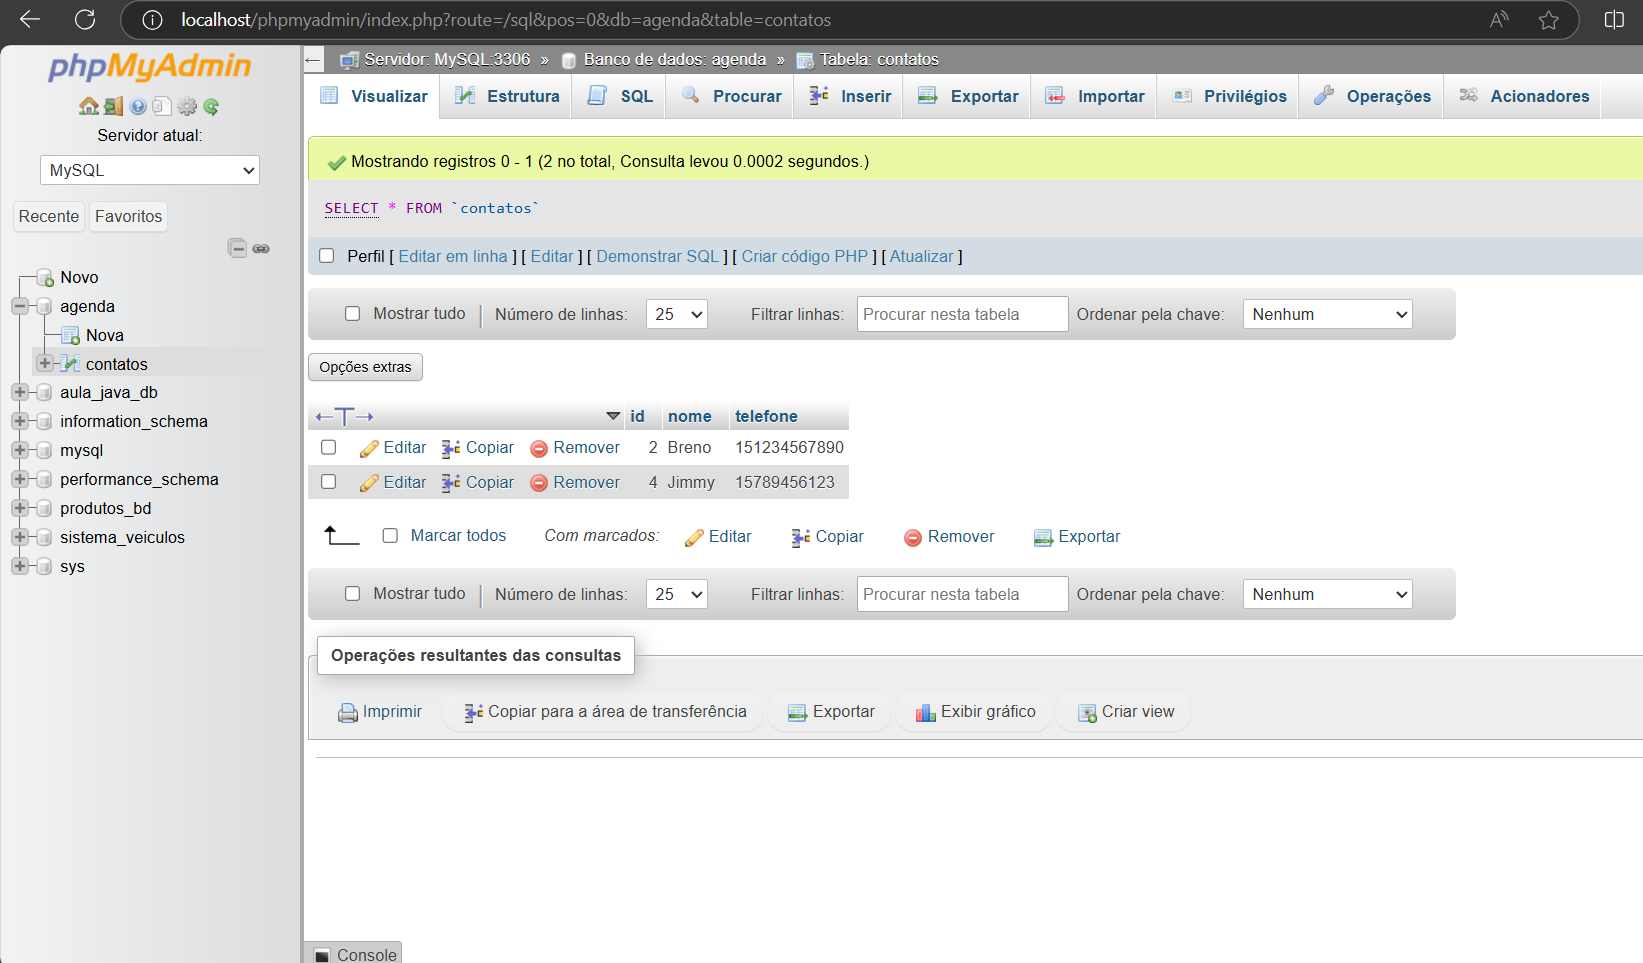 localhost/phpmyadmin/index.php?route=/sql&pos=0&db=agenda&table=contatos
phpMyAdmin
Servidor atual:
MySQL
Recente Favoritos
Novo
agenda
Nova
contatos
aula_java_db
information_schema
mysql
performance_schema
produtos_bd
sistema_veiculos
sys
Servidor: MySQL:3306 » Banco de dados: agenda » Tabela: contatos
Visualizar Estrutura SQL Procurar Inserir Exportar Importar Privilégios Operações Acionadores
Mostrando registros 0 - 1 (2 no total, Consulta levou 0.0002 segundos.)
SELECT * FROM `contatos`
Perfil [ Editar em linha ] [ Editar ] [ Demonstrar SQL ] [ Criar código PHP ] [ Atualizar ]
Mostrar tudo Número de linhas: 25 Filtrar linhas: Procurar nesta tabela Ordenar pela chave: Nenhum
Opções extras
id nome telefone
Editar Copiar Remover 2 Breno 151234567890
Editar Copiar Remover 4 Jimmy 15789456123
Marcar todos Com marcados: Editar Copiar Remover Exportar
Mostrar tudo Número de linhas: 25 Filtrar linhas: Procurar nesta tabela Ordenar pela chave: Nenhum
Operações resultantes das consultas
Imprimir Copiar para a área de transferência Exportar Exibir gráfico Criar view
Console